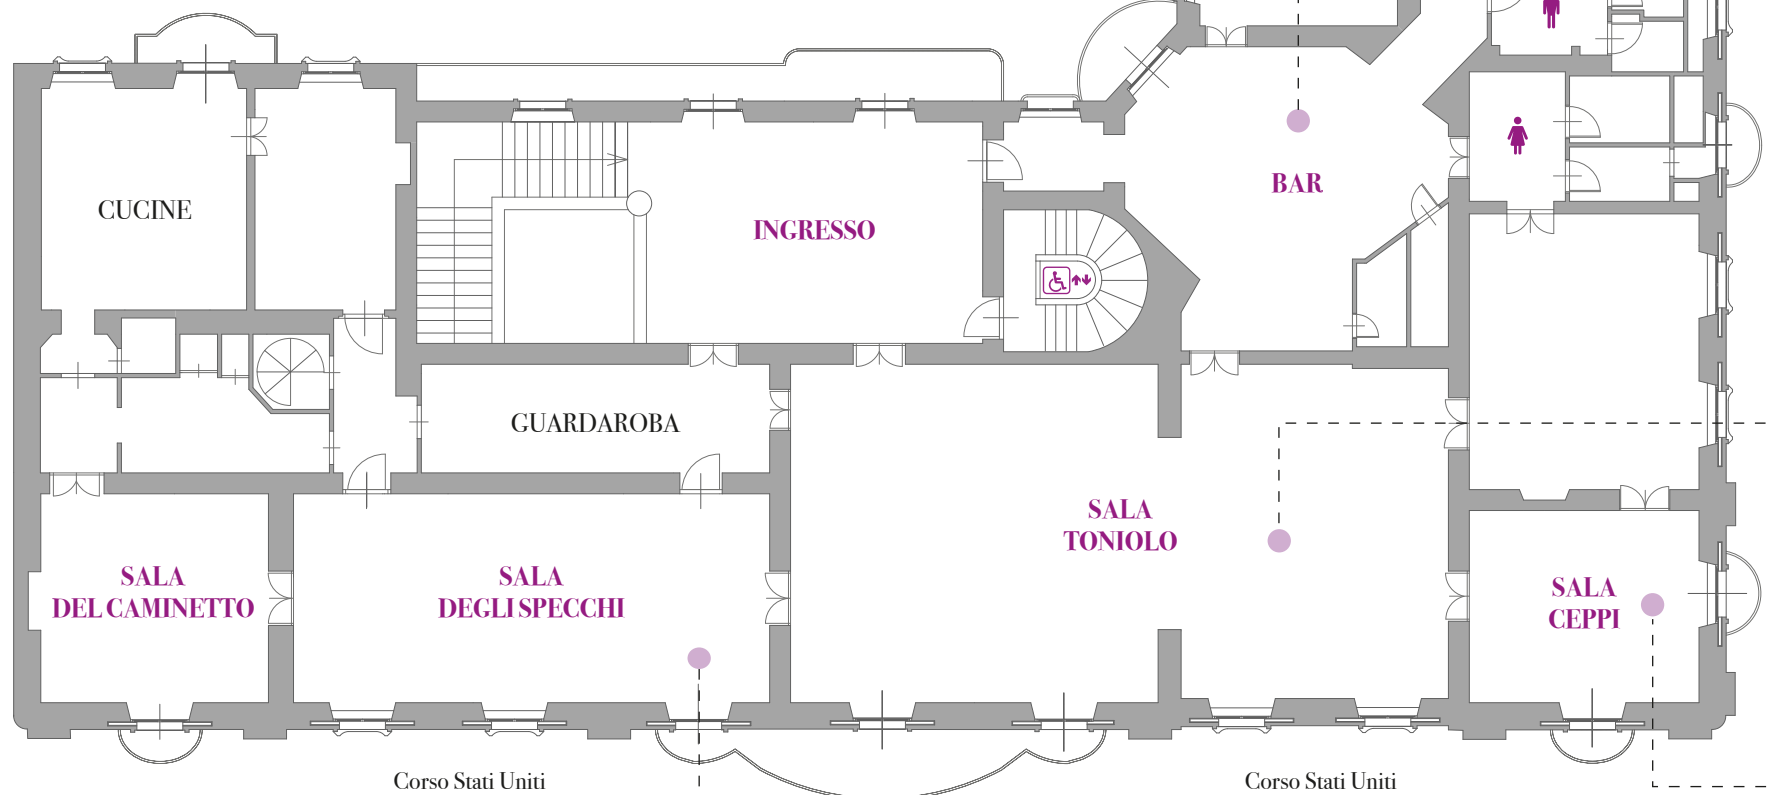 CUCINE
INGRESSO
BAR
GUARDAROBA
SALA
DEL CAMINETTO
SALA
DEGLI SPECCHI
SALA
TONIOLO
SALA
CEPPI
Corso Stati Uniti
Corso Stati Uniti